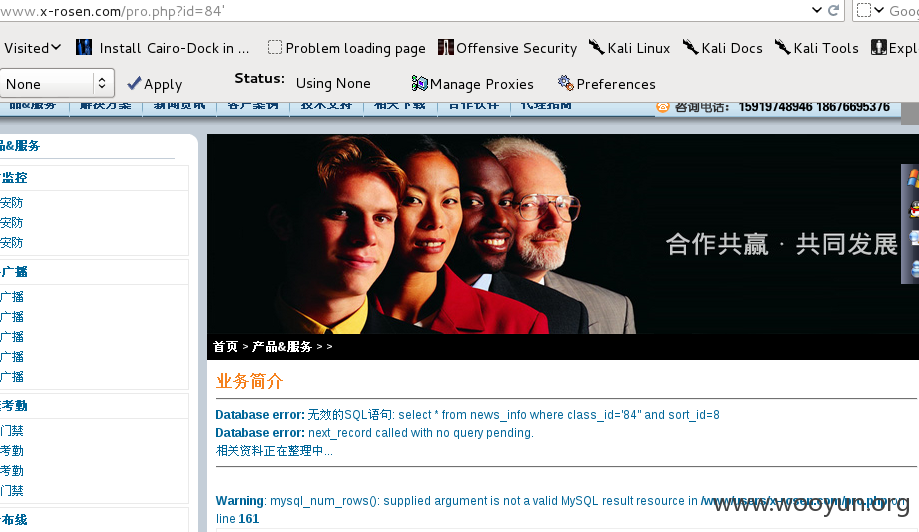 www.x-rosen.com/pro.php?id=84'
Goo
Visited
Install Cairo-Dock in ...
Problem loading page
Offensive Security
Kali Linux
Kali Docs
Kali Tools
Expl
None
Apply
Status:
Using None
Manage Proxies
Preferences
品&服务
解决方案
新闻资讯
客户案例
技术支持
相关下载
合作伙伴
代理招商
咨询电话: 15919748946 18676695376
品&服务
监控
安防
安防
安防
广播
广播
广播
广播
广播
广播
考勤
门禁
考勤
考勤
门禁
布线
合作共赢 · 共同发展
首页 > 产品&服务 > >
业务简介
Database error: 无效的SQL语句: select * from news_info where class_id='84'' and sort_id=8
Database error: next_record called with no query pending.
相关资料正在整理中...
Warning: mysql_num_rows(): supplied argument is not a valid MySQL result resource in /www/users/x-rosen.com/pro.php on
line 161
www.wooyun.org